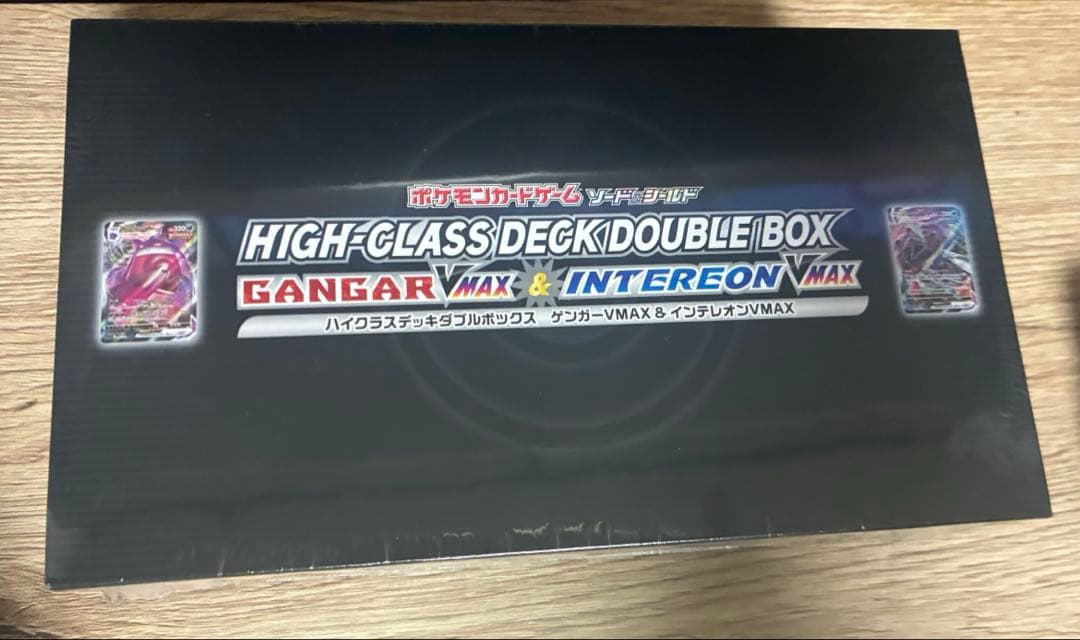 ポケモンカードゲーム ソード&シールド
HIGH-CLASS DECK DOUBLE BOX
GANGAR VMAX & INTEREON VMAX
ハイクラスデッキダブルボックス ゲンガーVMAX & インテレオンVMAX
320